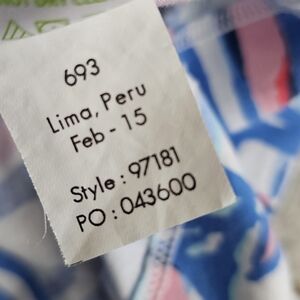 693
Lima, Peru
Feb - 15
Style : 97181
PO : 043600